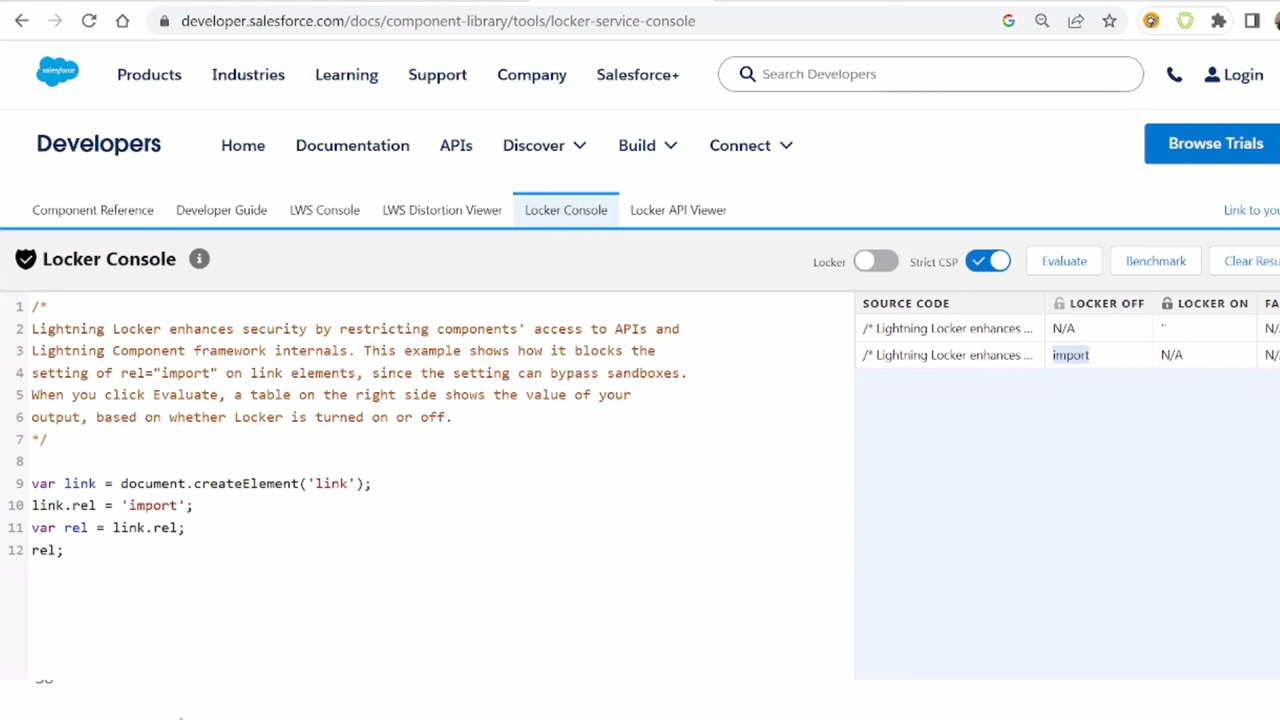 developer.salesforce.com/docs/component-library/tools/locker-service-console
salesforce
Products Industries Learning Support Company Salesforce+ Search Developers Login
Developers Home Documentation APIs Discover Build Connect Browse Trials
Component Reference Developer Guide LWS Console LWS Distortion Viewer Locker Console Locker API Viewer Link to you
Locker Console Locker Strict CSP Evaluate Benchmark Clear Resu
SOURCE CODE LOCKER OFF LOCKER ON FA
/* Lightning Locker enhances ... N/A '' N/
/* Lightning Locker enhances ... import N/A N/
1 /*
2 Lightning Locker enhances security by restricting components' access to APIs and
3 Lightning Component framework internals. This example shows how it blocks the
4 setting of rel="import" on link elements, since the setting can bypass sandboxes.
5 When you click Evaluate, a table on the right side shows the value of your
6 output, based on whether Locker is turned on or off.
7 */
8
9 var link = document.createElement('link');
10 link.rel = 'import';
11 var rel = link.rel;
12 rel;